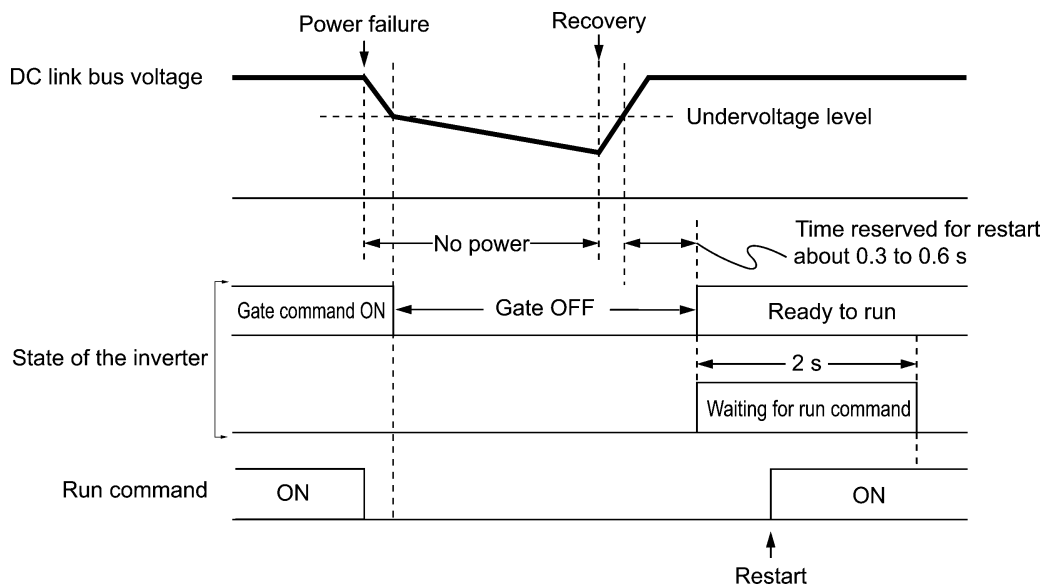 Power failure
Recovery
DC link bus voltage
Undervoltage level
No power
Time reserved for restart
about 0.3 to 0.6 s
Gate command ON
Gate OFF
Ready to run
State of the inverter
2 s
Waiting for run command
Run command
ON
ON
Restart